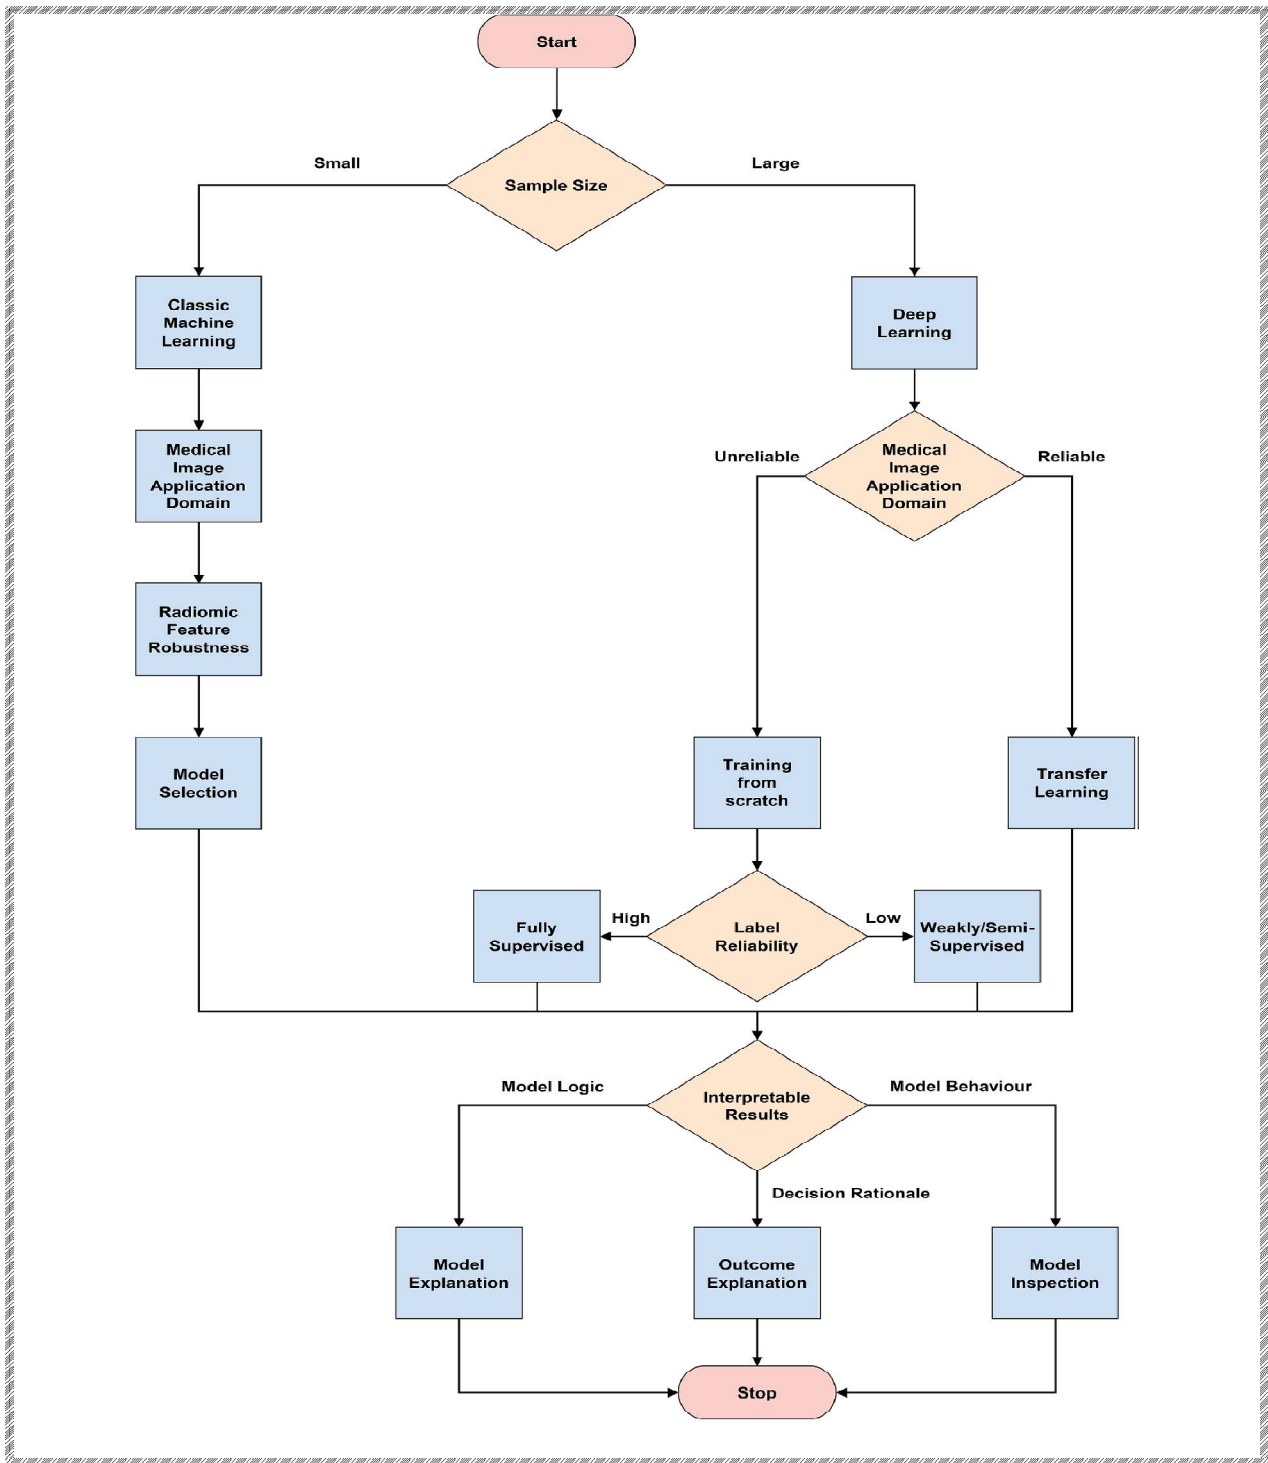 Start
Small
Large
Sample Size
Classic
Machine
Learning
Deep
Learning
Medical
Image
Application
Domain
Unreliable
Medical
Image
Application
Domain
Reliable
Radiomic
Feature
Robustness
Model
Selection
Training
from
scratch
Transfer
Learning
Fully
Supervised
High
Label
Reliability
Low
Weakly/Semi-
Supervised
Model Logic
Interpretable
Results
Model Behaviour
Decision Rationale
Model
Explanation
Outcome
Explanation
Model
Inspection
Stop